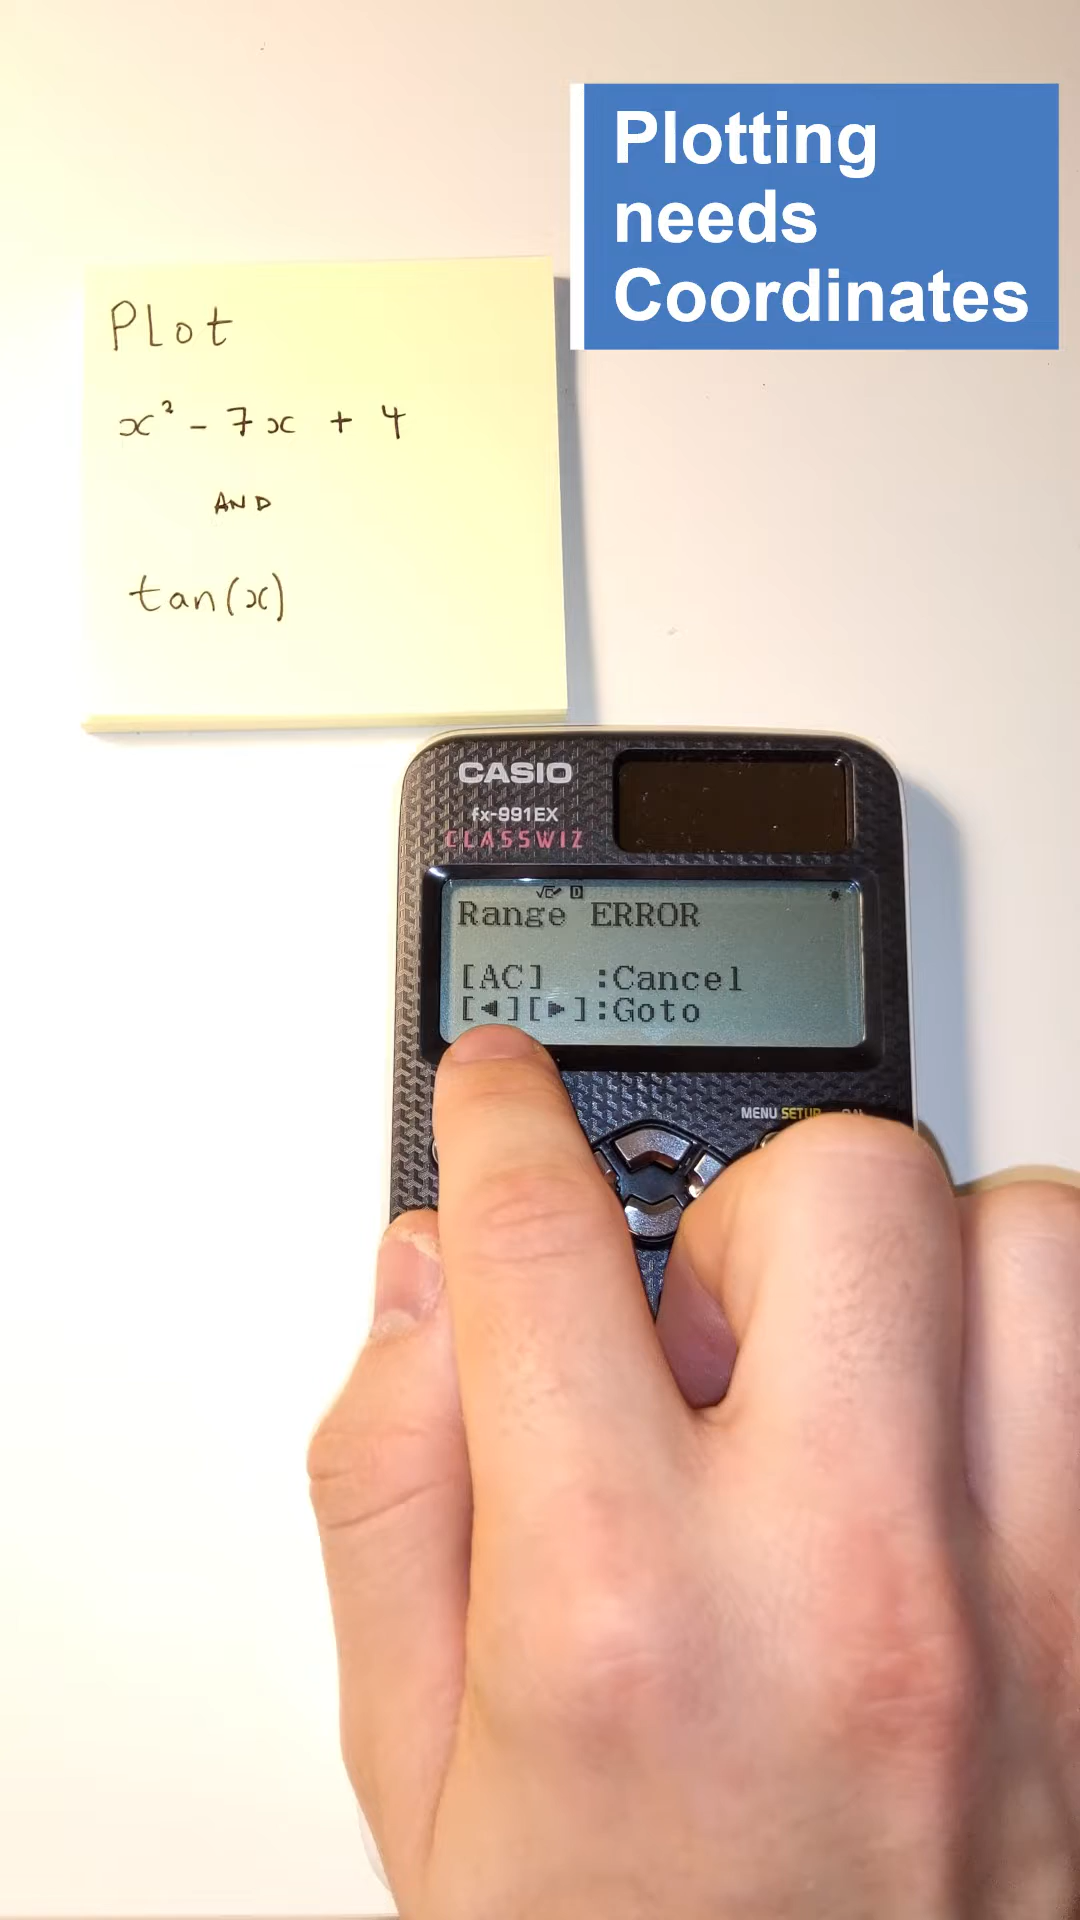 Plotting
needs
Coordinates
PLot
x² - 7x + 4
AND
tan(x)
CASIO
fx-991EX
CLASSWIZ
√ D
Range ERROR
[AC] :Cancel
[◀][▶]:Goto
MENU SETUP